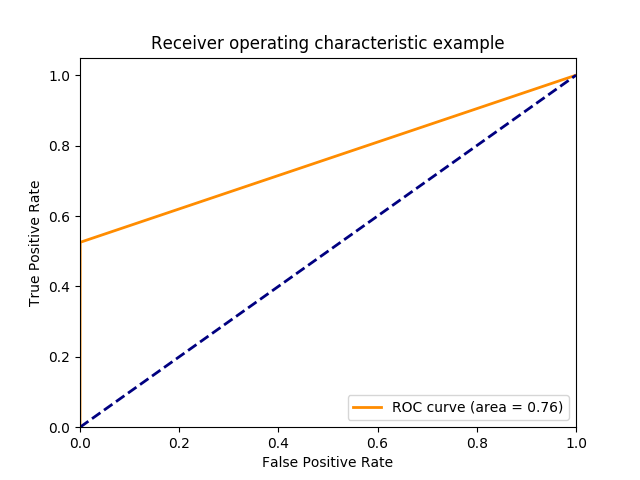 Receiver operating characteristic example
True Positive Rate
1.0
0.8
0.6
0.4
0.2
0.0
ROC curve (area = 0.76)
0.0 0.2 0.4 0.6 0.8 1.0
False Positive Rate